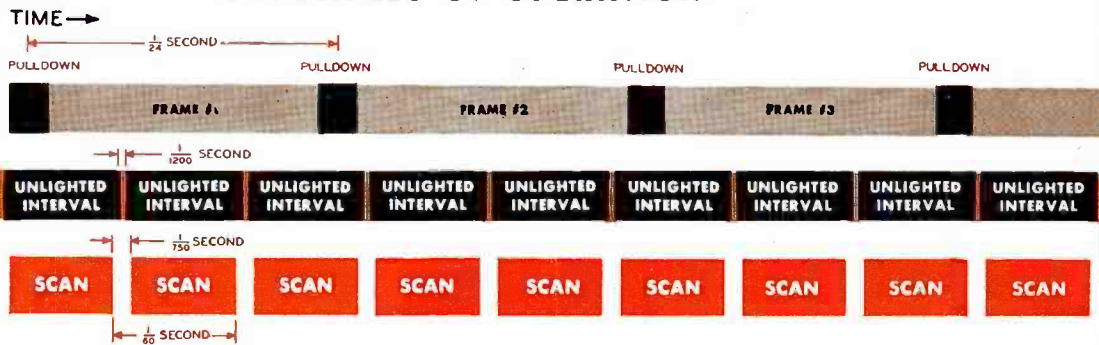 TIME
1/24 SECOND
PULLDOWN PULLDOWN PULLDOWN PULLDOWN
FRAME #1 FRAME #2 FRAME #3
1/1200 SECOND
UNLIGHTED INTERVAL UNLIGHTED INTERVAL UNLIGHTED INTERVAL UNLIGHTED INTERVAL UNLIGHTED INTERVAL UNLIGHTED INTERVAL UNLIGHTED INTERVAL UNLIGHTED INTERVAL UNLIGHTED INTERVAL
1/750 SECOND
SCAN SCAN SCAN SCAN SCAN SCAN SCAN SCAN SCAN
1/60 SECOND